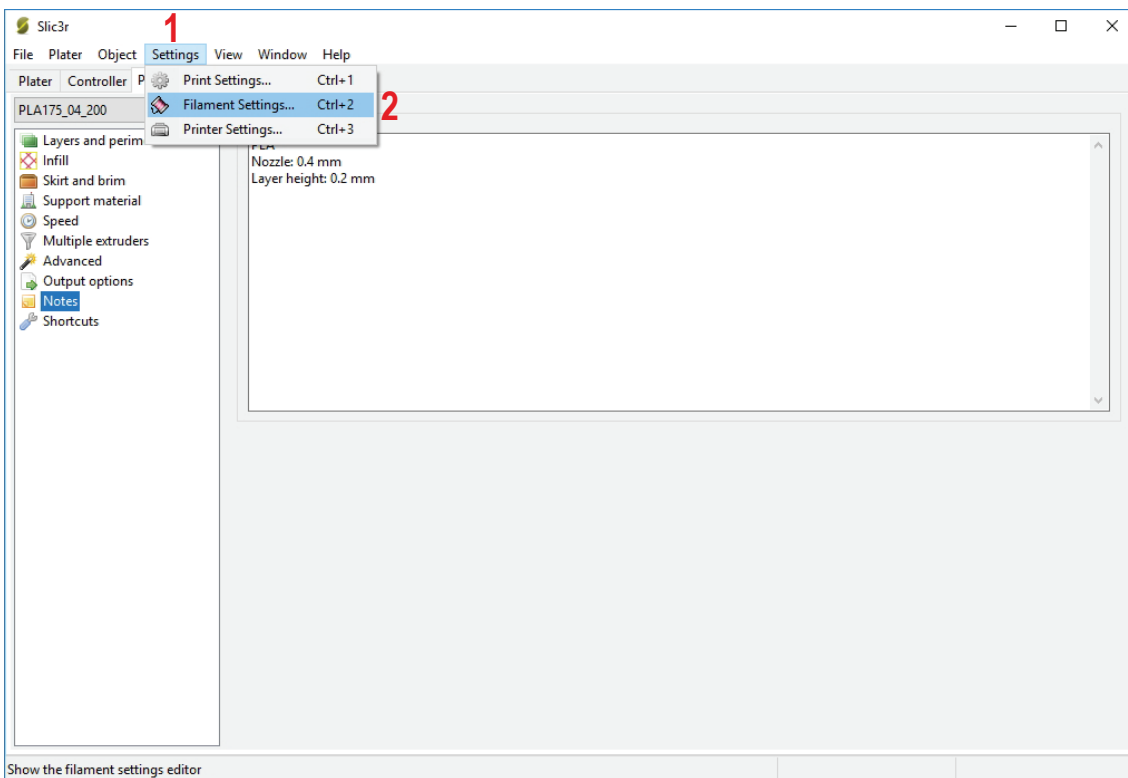 Slic3r
1
File Plater Object Settings View Window Help
Plater Controller P
Print Settings... Ctrl+1
PLA175_04_200
Filament Settings... Ctrl+2
2
Printer Settings... Ctrl+3
Layers and perim
PLA
Infill
Nozzle: 0.4 mm
Skirt and brim
Layer height: 0.2 mm
Support material
Speed
Multiple extruders
Advanced
Output options
Notes
Shortcuts
Show the filament settings editor